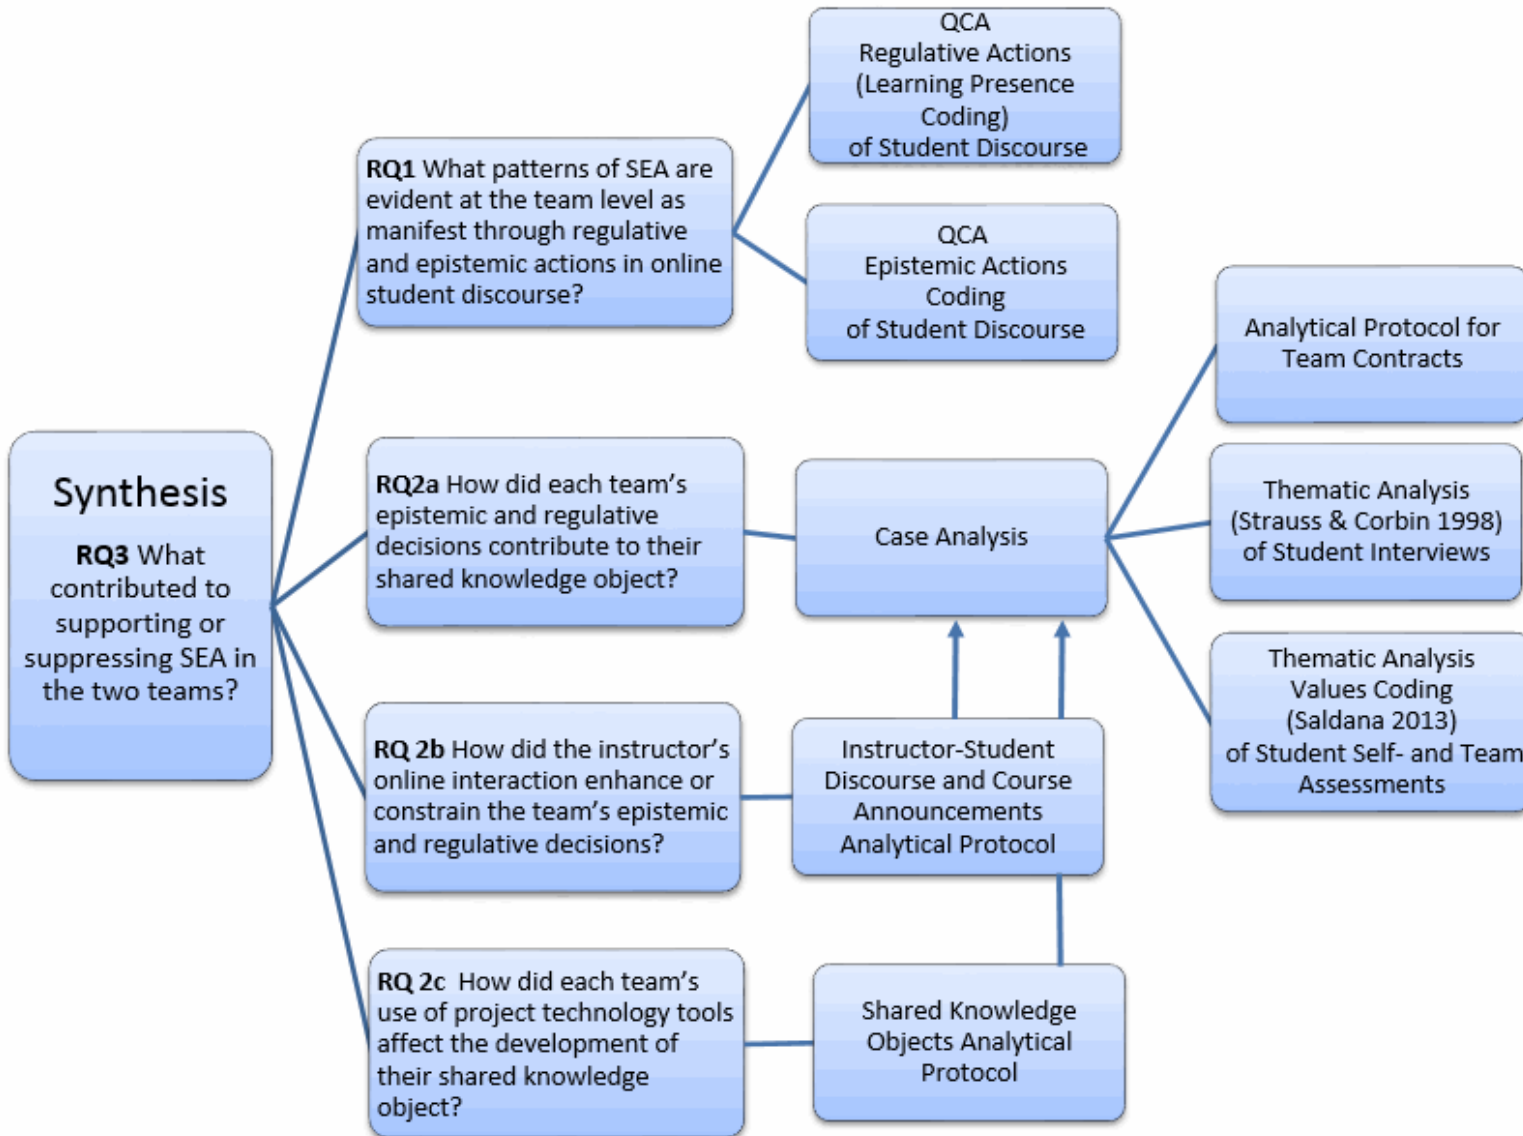 Synthesis
RQ3 What
contributed to
supporting or
suppressing SEA in
the two teams?
RQ1 What patterns of SEA are
evident at the team level as
manifest through regulative
and epistemic actions in online
student discourse?
QCA
Regulative Actions
(Learning Presence
Coding)
of Student Discourse
QCA
Epistemic Actions
Coding
of Student Discourse
RQ2a How did each team’s
epistemic and regulative
decisions contribute to their
shared knowledge object?
Case Analysis
Analytical Protocol for
Team Contracts
Thematic Analysis
(Strauss & Corbin 1998)
of Student Interviews
Thematic Analysis
Values Coding
(Saldana 2013)
of Student Self- and Team
Assessments
RQ 2b How did the instructor’s
online interaction enhance or
constrain the team’s epistemic
and regulative decisions?
Instructor-Student
Discourse and Course
Announcements
Analytical Protocol
RQ 2c How did each team’s
use of project technology tools
affect the development of
their shared knowledge
object?
Shared Knowledge
Objects Analytical
Protocol